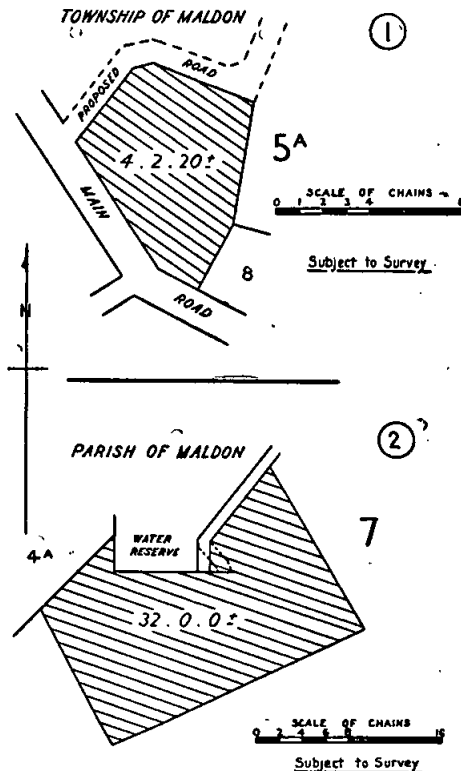 TOWNSHIP OF MALDON
1
PROPOSED ROAD
4.2.20±
5A
MAIN ROAD
8
SCALE OF CHAINS
0 1 2 3 4 8
Subject to Survey
N
PARISH OF MALDON
2
7
4A
WATER RESERVE
32.0.0±
SCALE OF CHAINS
0 2 4 6 8 16
Subject to Survey